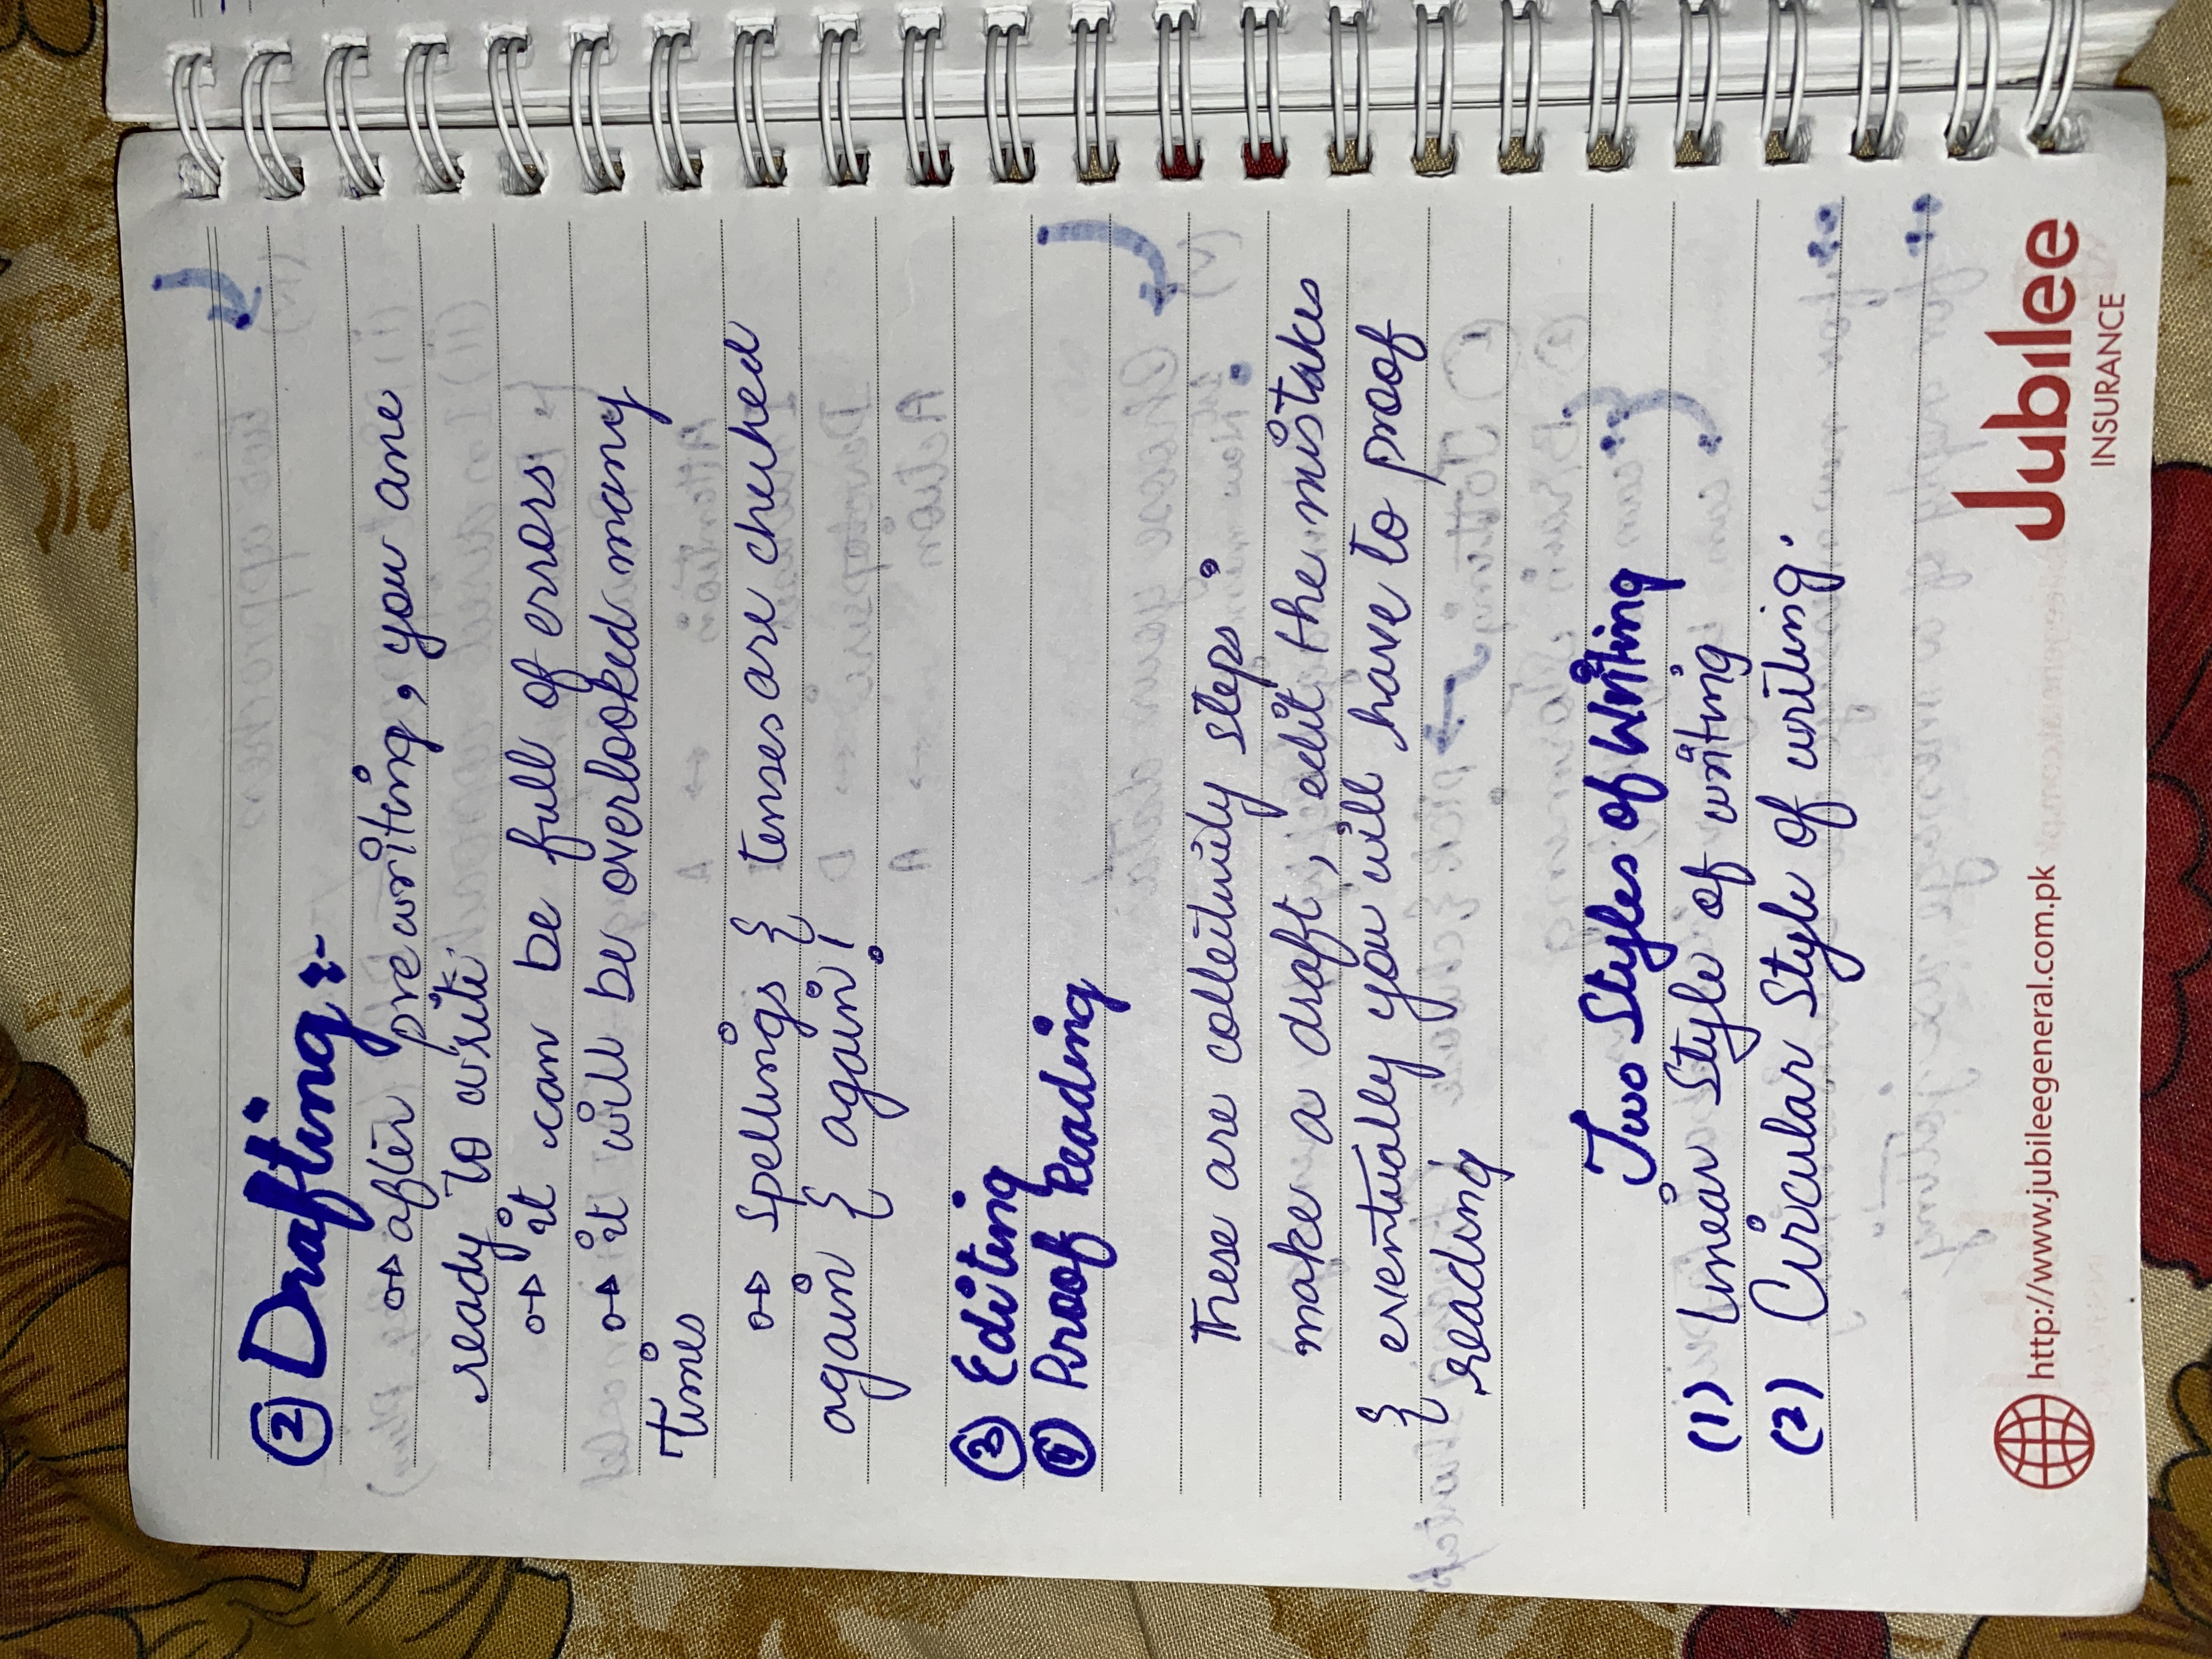 ② Drafting :-
→ after prewriting, you are
ready to write
→ it can be full of errors.
→ it will be overlooked many
times
→ Spellings & tenses are checked
again & again!
③ Editing
④ Proof Reading
These are collectively steps :
make a draft, edit the mistakes
& eventually you will have to proof
reading
Two Styles of Writing
(1) Linear Style of writing
(2) Circular Style of writing.
http://www.jubileegeneral.com.pk
Jubilee
INSURANCE